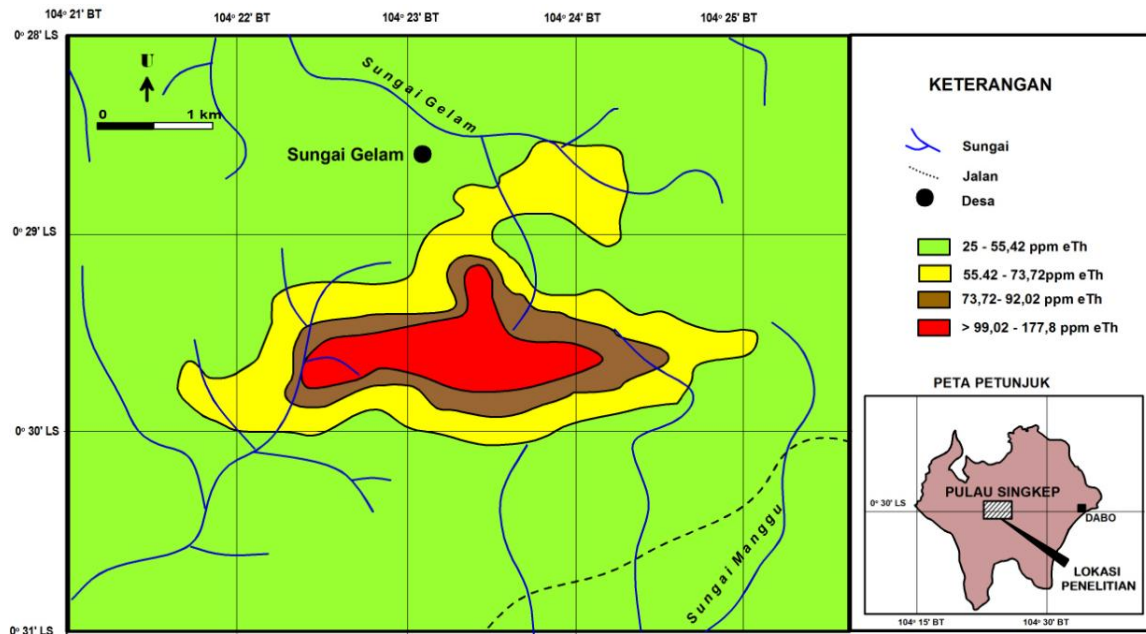 104° 21' BT
104° 22' BT
104° 23' BT
104° 24' BT
104° 25' BT
0° 28' LS
0° 29' LS
0° 30' LS
0° 31' LS
U
0 1 km
Sungai Gelam
Sungai Gelam
Sungai Manggu
KETERANGAN
Sungai
Jalan
Desa
25 - 55,42 ppm eTh
55.42 - 73,72ppm eTh
73,72- 92,02 ppm eTh
> 99,02 - 177,8 ppm eTh
PETA PETUNJUK
PULAU SINGKEP
0° 30' LS
DABO
LOKASI
PENELITIAN
104° 15' BT
104° 30' BT